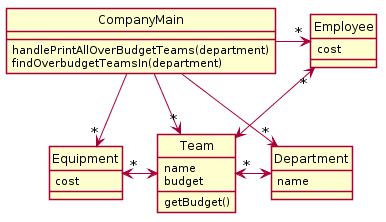 CompanyMain
handlePrintAllOverBudgetTeams(department)
findOverbudgetTeamsIn(department)
*
Employee
cost
*
*
*
*
Equipment
cost
*
Team
name
budget
getBudget()
*
Department
name